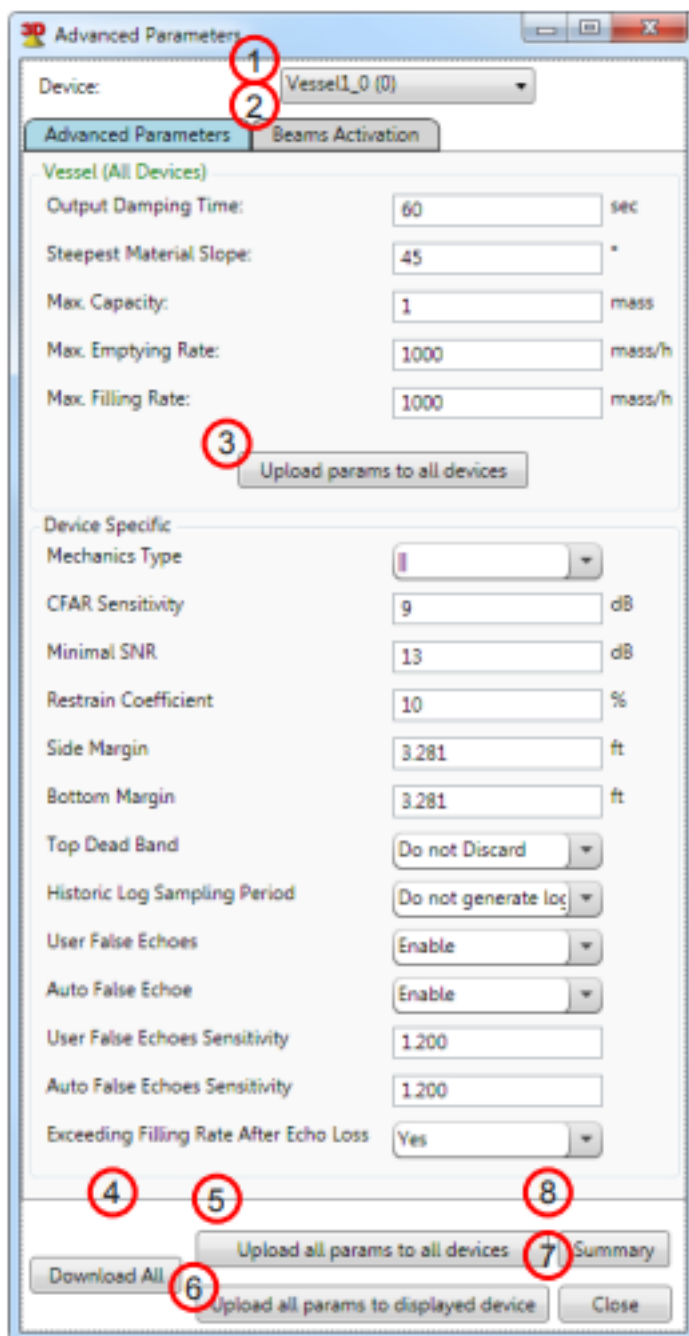 3D Advanced Parameters
1
Device: Vessel1_0 (0)
2
Advanced Parameters Beams Activation
Vessel (All Devices)
Output Damping Time: 60 sec
Steepest Material Slope: 45 °
Max. Capacity: 1 mass
Max. Emptying Rate: 1000 mass/h
Max. Filling Rate: 1000 mass/h
3
Upload params to all devices
Device Specific
Mechanics Type
CFAR Sensitivity 9 dB
Minimal SNR 13 dB
Restrain Coefficient 10 %
Side Margin 3.281 ft
Bottom Margin 3.281 ft
Top Dead Band Do not Discard
Historic Log Sampling Period Do not generate log
User False Echoes Enable
Auto False Echo Enable
User False Echoes Sensitivity 1.200
Auto False Echoes Sensitivity 1.200
Exceeding Filling Rate After Echo Loss Yes
4 5 8
Upload all params to all devices 7 Summary
Download All 6
Upload all params to displayed device Close